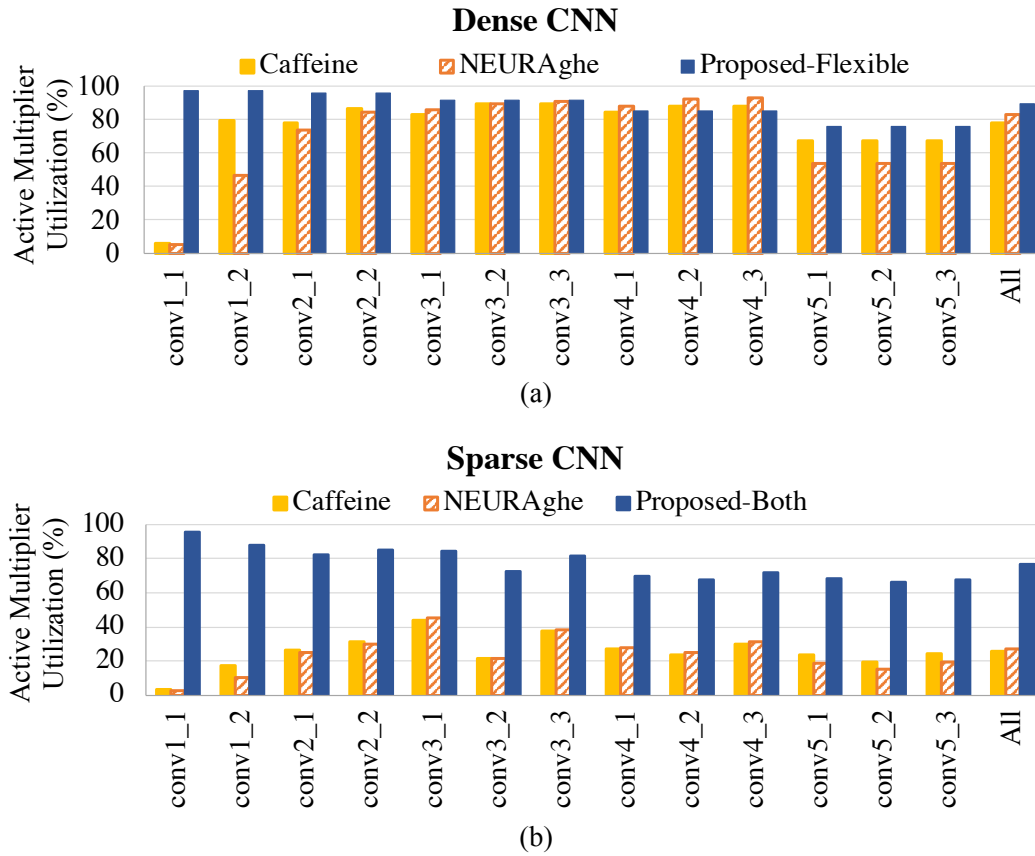 (a)
Dense CNN
Caffeine NEURAghe Proposed-Flexible
Active Multiplier
Utilization (%)
100
80
60
40
20
0
conv1_1
conv1_2
conv2_1
conv2_2
conv3_1
conv3_2
conv3_3
conv4_1
conv4_2
conv4_3
conv5_1
conv5_2
conv5_3
All
(a)
Sparse CNN
Caffeine NEURAghe Proposed-Both
Active Multiplier
Utilization (%)
100
80
60
40
20
0
conv1_1
conv1_2
conv2_1
conv2_2
conv3_1
conv3_2
conv3_3
conv4_1
conv4_2
conv4_3
conv5_1
conv5_2
conv5_3
All
(b)